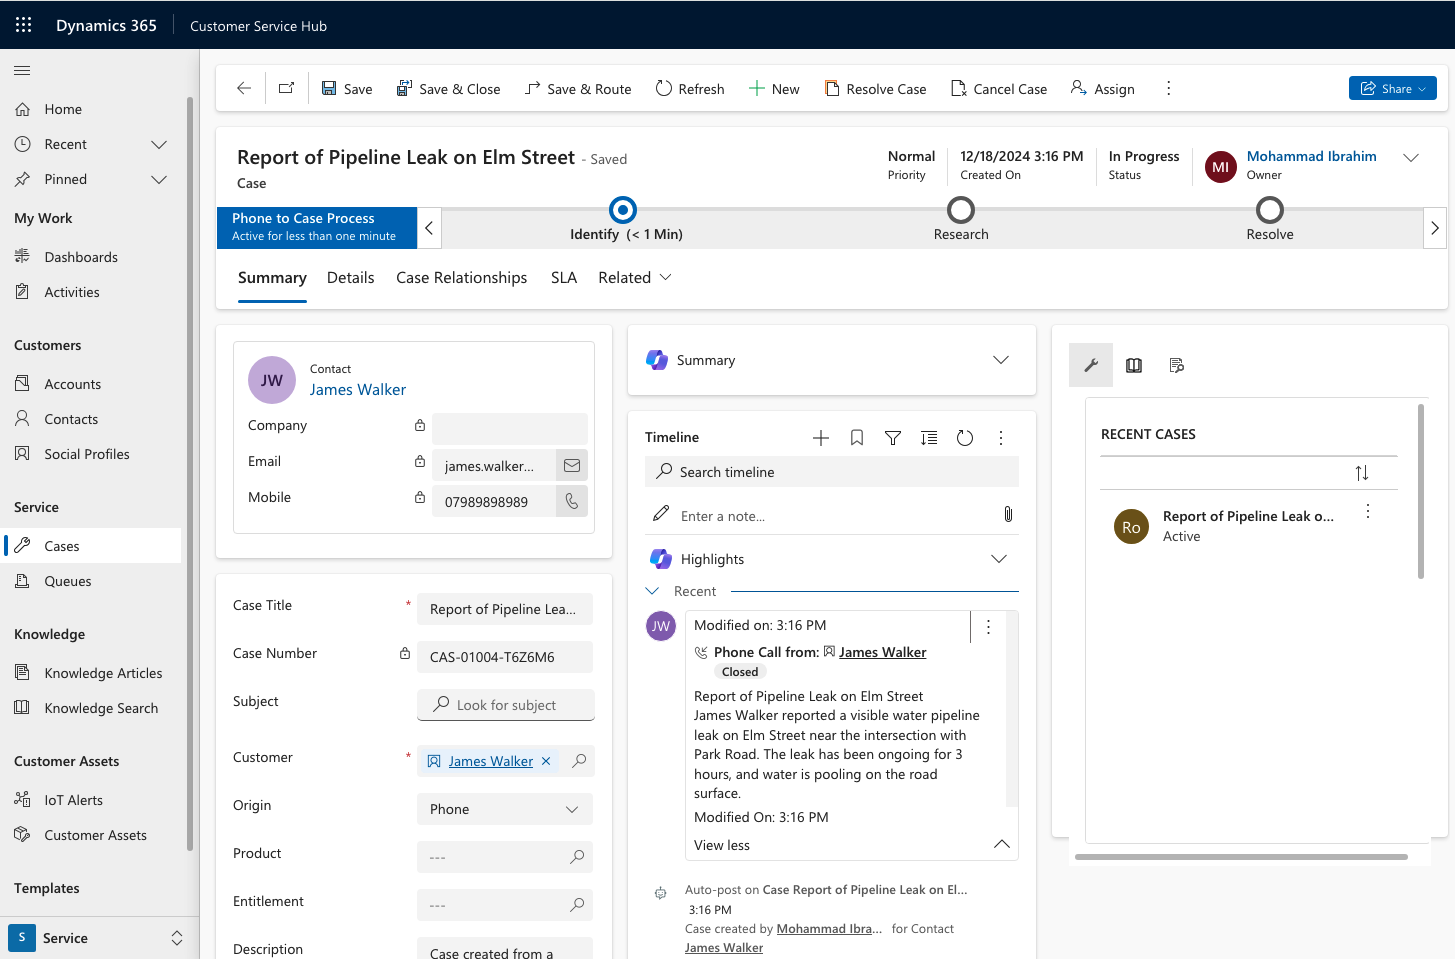 Dynamics 365
Customer Service Hub
Home
Recent
Pinned
My Work
Dashboards
Activities
Customers
Accounts
Contacts
Social Profiles
Service
Cases
Queues
Knowledge
Knowledge Articles
Knowledge Search
Customer Assets
IoT Alerts
Customer Assets
Templates
S
Service
Save
Save & Close
Save & Route
Refresh
New
Resolve Case
Cancel Case
Assign
Share
Report of Pipeline Leak on Elm Street - Saved
Case
Normal
Priority
12/18/2024 3:16 PM
Created On
In Progress
Status
MI
Mohammad Ibrahim
Owner
Phone to Case Process
Active for less than one minute
Identify (< 1 Min)
Research
Resolve
Summary
Details
Case Relationships
SLA
Related
JW
Contact
James Walker
Company
Email
james.walker...
Mobile
07989898989
Case Title
*
Report of Pipeline Lea...
Case Number
CAS-01004-T6Z6M6
Subject
Look for subject
Customer
*
James Walker
Origin
Phone
Product
---
Entitlement
---
Description
Case created from a
Summary
Timeline
Search timeline
Enter a note...
Highlights
Recent
JW
Modified on: 3:16 PM
Phone Call from: James Walker
Closed
Report of Pipeline Leak on Elm Street
James Walker reported a visible water pipeline
leak on Elm Street near the intersection with
Park Road. The leak has been ongoing for 3
hours, and water is pooling on the road
surface.
Modified On: 3:16 PM
View less
Auto-post on Case Report of Pipeline Leak on El...
3:16 PM
Case created by Mohammad Ibra... for Contact
James Walker
RECENT CASES
Ro
Report of Pipeline Leak o...
Active